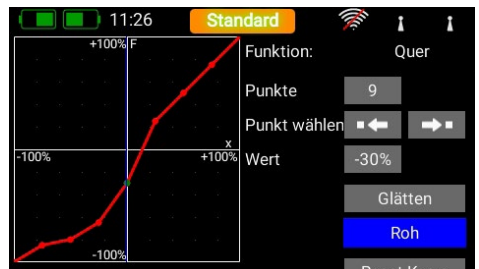 11:26 Standard
+100% F
Funktion: Quer
Punkte 9
Punkt wählen
x
-100% +100%
Wert -30%
Glätten
Roh
-100%